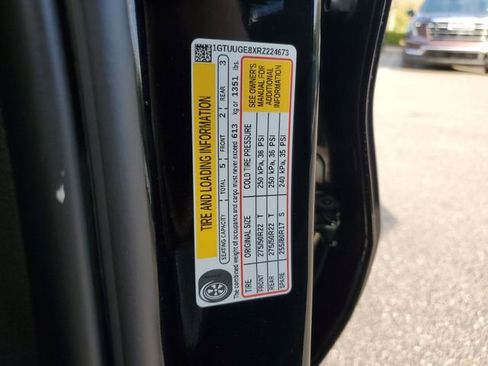 1GTUUGE8XRZ224673
TIRE AND LOADING INFORMATION
SEATING CAPACITY | TOTAL 5 | FRONT 2 | REAR 3
The combined weight of occupants and cargo must never exceed 613 kg or 1351 lbs.
TIRE ORIGINAL SIZE COLD TIRE PRESSURE
FRONT 275/50R22 T 250 kPa, 36 PSI
REAR 275/50R22 T 250 kPa, 36 PSI
SPARE 255/80R17 S 240 kPa, 35 PSI
SEE OWNER'S
MANUAL FOR
ADDITIONAL
INFORMATION